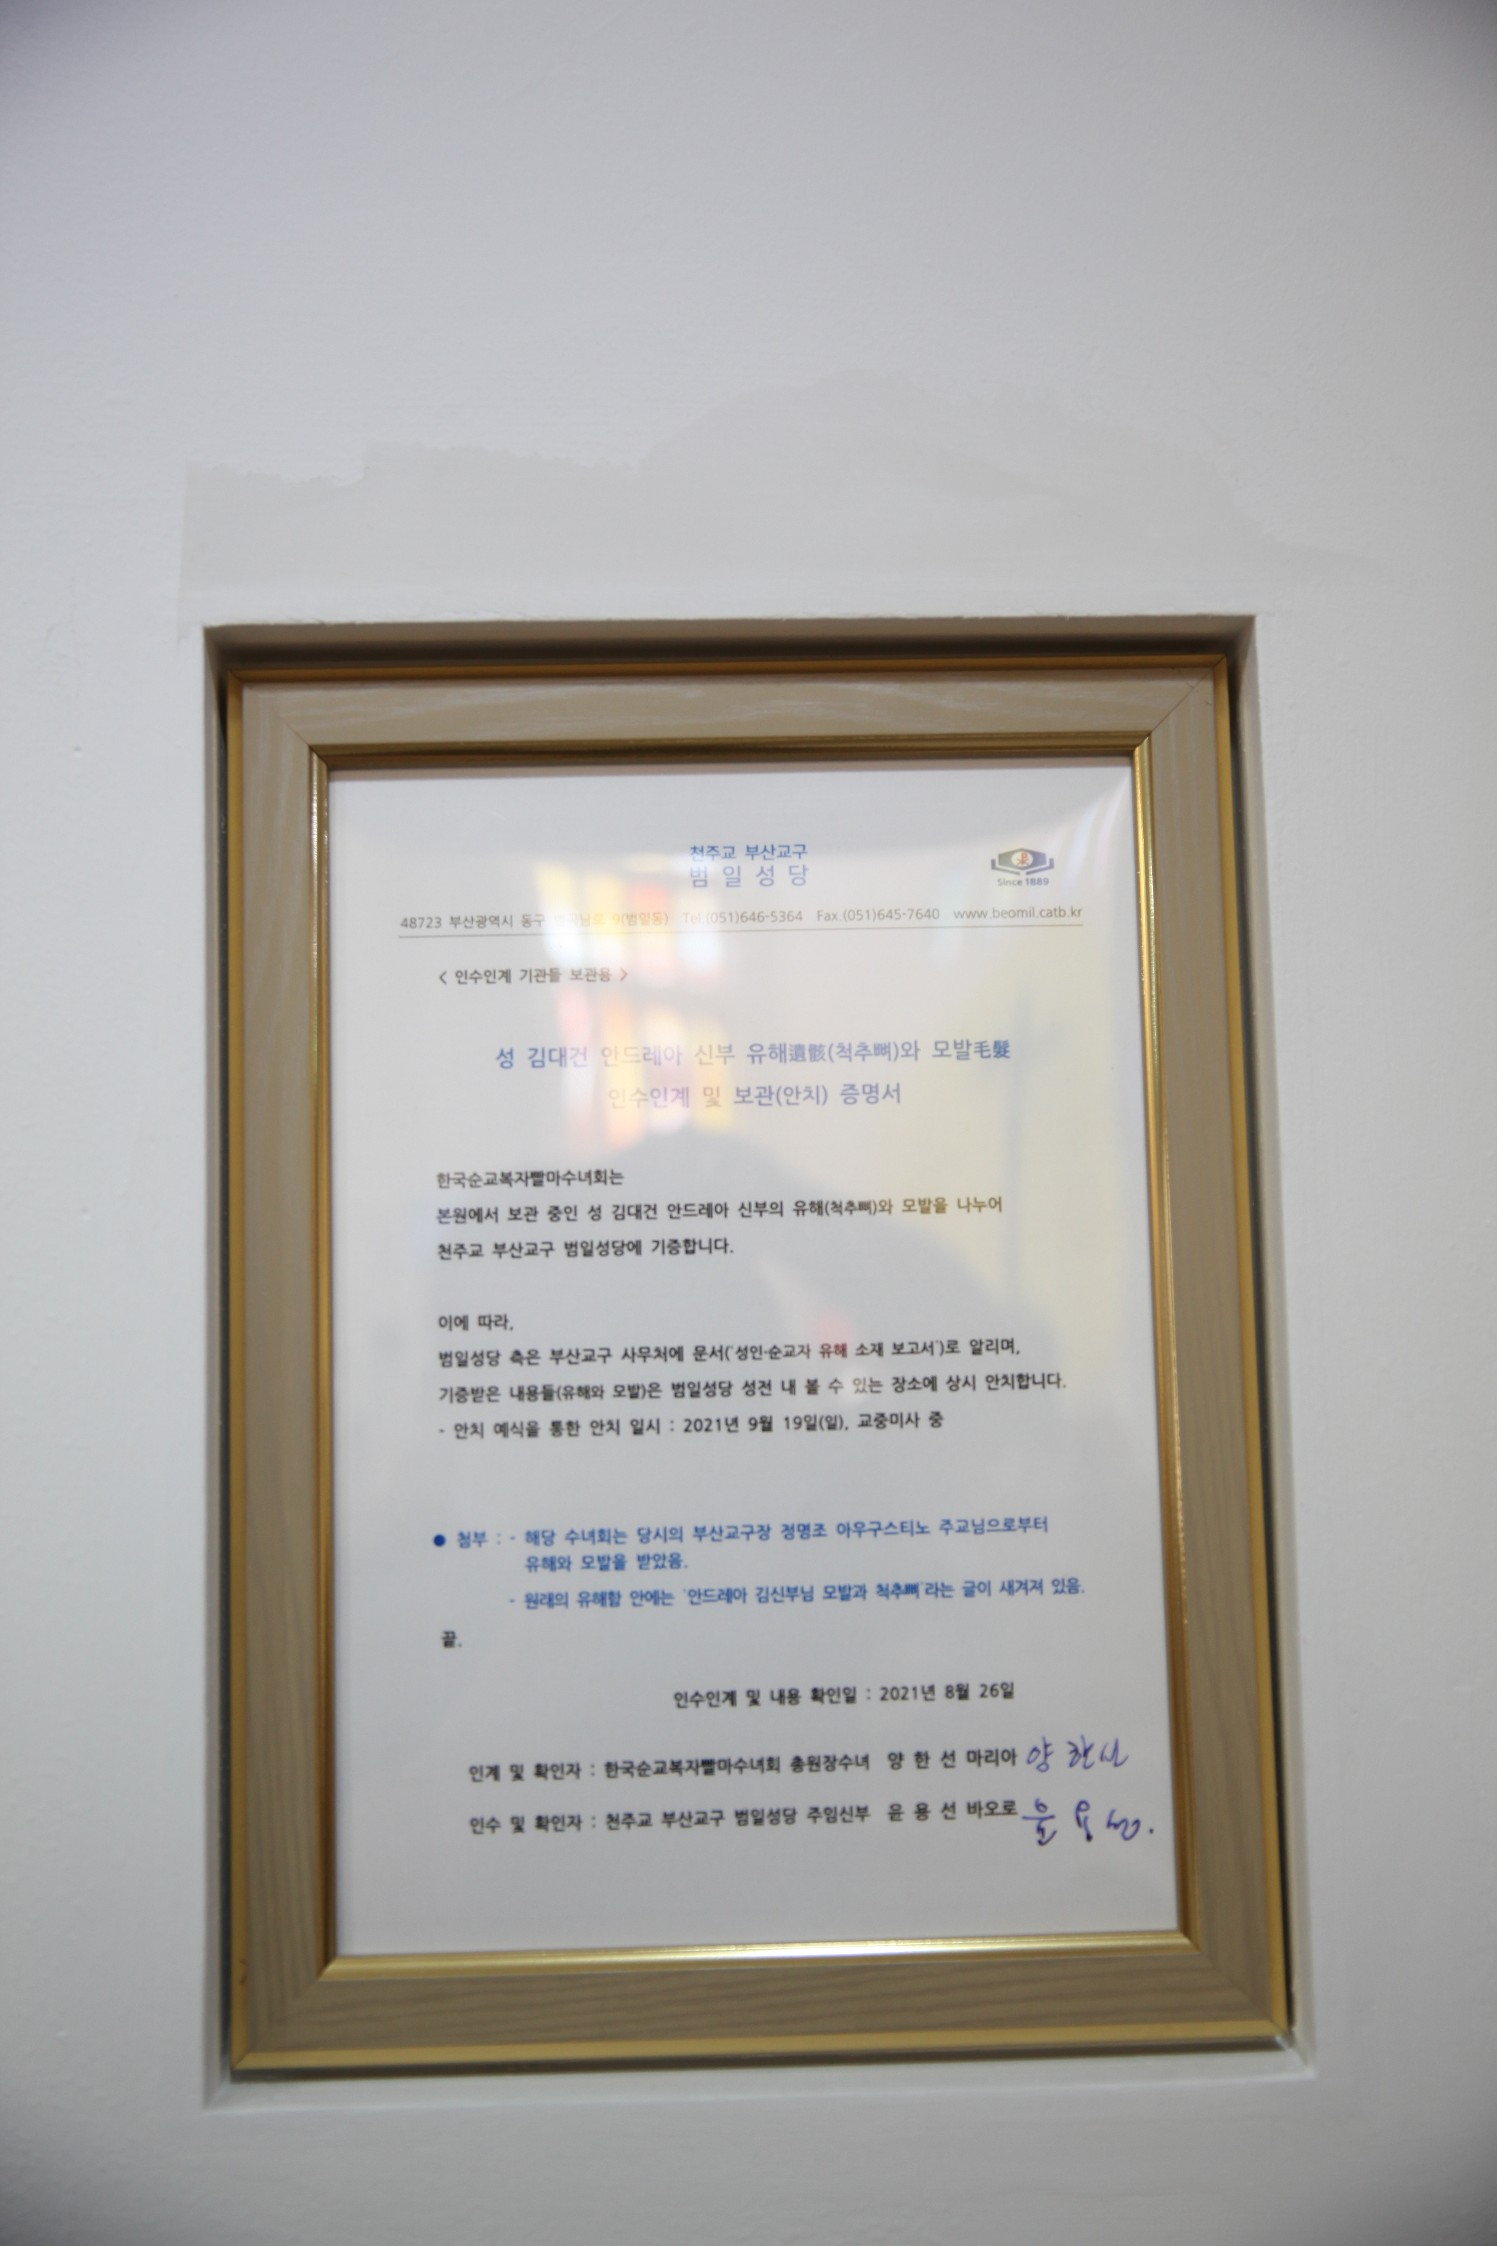 천주교 부산교구
범일성당
Since 1889
48723 부산광역시 동구 9(범일동) Tel.(051)646-5364 Fax.(051)645-7640 www.beomil.catb.kr
< 인수인계 기관들 보관용 >
성 김대건 안드레아 신부 유해遺骸(척추뼈)와 모발毛髮
인수인계 및 보관(안치) 증명서
한국순교복자빨마수녀회는
본원에서 보관 중인 성 김대건 안드레아 신부의 유해(척추뼈)와 모발을 나누어
천주교 부산교구 범일성당에 기증합니다.
이에 따라,
범일성당 측은 부산교구 사무처에 문서('성인·순교자 유해 소재 보고서')로 알리며,
기증받은 내용들(유해와 모발)은 범일성당 성전 내 볼 수 있는 장소에 상시 안치합니다.
- 안치 예식을 통한 안치 일시 : 2021년 9월 19일(일), 교중미사 중
● 첨부 : - 해당 수녀회는 당시의 부산교구장 정명조 아우구스티노 주교님으로부터
유해와 모발을 받았음.
- 원래의 유해함 안에는 '안드레아 김신부님 모발과 척추뼈'라는 글이 새겨져 있음.
끝.
인수인계 및 내용 확인일 : 2021년 8월 26일
인계 및 확인자 : 한국순교복자빨마수녀회 총원장수녀 양 한 선 마리아 양한선
인수 및 확인자 : 천주교 부산교구 범일성당 주임신부 윤 용 선 바오로 윤용선